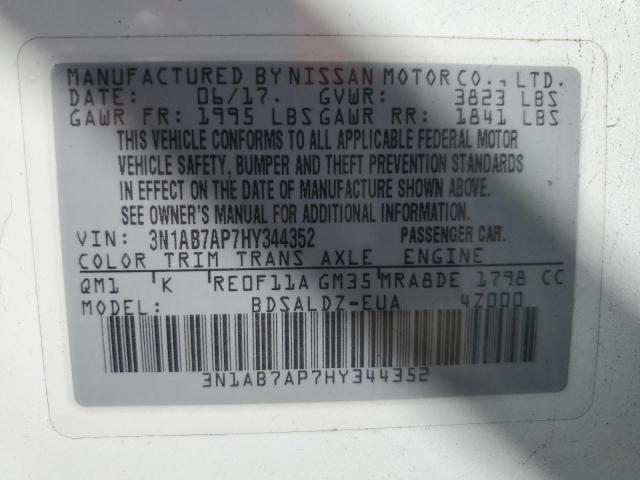 MANUFACTURED BY NISSAN MOTOR CO., LTD.
DATE: 06/17. GVWR: 3823 LBS
GAWR FR: 1995 LBS GAWR RR: 1841 LBS
THIS VEHICLE CONFORMS TO ALL APPLICABLE FEDERAL MOTOR
VEHICLE SAFETY, BUMPER AND THEFT PREVENTION STANDARDS
IN EFFECT ON THE DATE OF MANUFACTURE SHOWN ABOVE.
SEE OWNER'S MANUAL FOR ADDITIONAL INFORMATION.
VIN: 3N1AB7AP7HY344352 PASSENGER CAR.
COLOR TRIM TRANS AXLE ENGINE
QM1 K RE0F11A GM35 MRA8DE 1798 CC
MODEL: BDSALDZ-EUA 4Z000
3N1AB7AP7HY344352